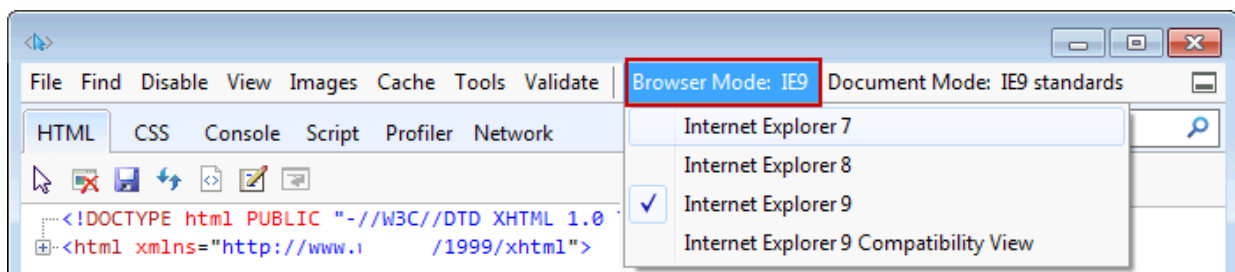 File Find Disable View Images Cache Tools Validate Browser Mode: IE9 Document Mode: IE9 standards
HTML CSS Console Script Profiler Network
Internet Explorer 7
Internet Explorer 8
Internet Explorer 9
Internet Explorer 9 Compatibility View
<!DOCTYPE html PUBLIC "-//W3C//DTD XHTML 1.0
<html xmlns="http://www. /1999/xhtml">